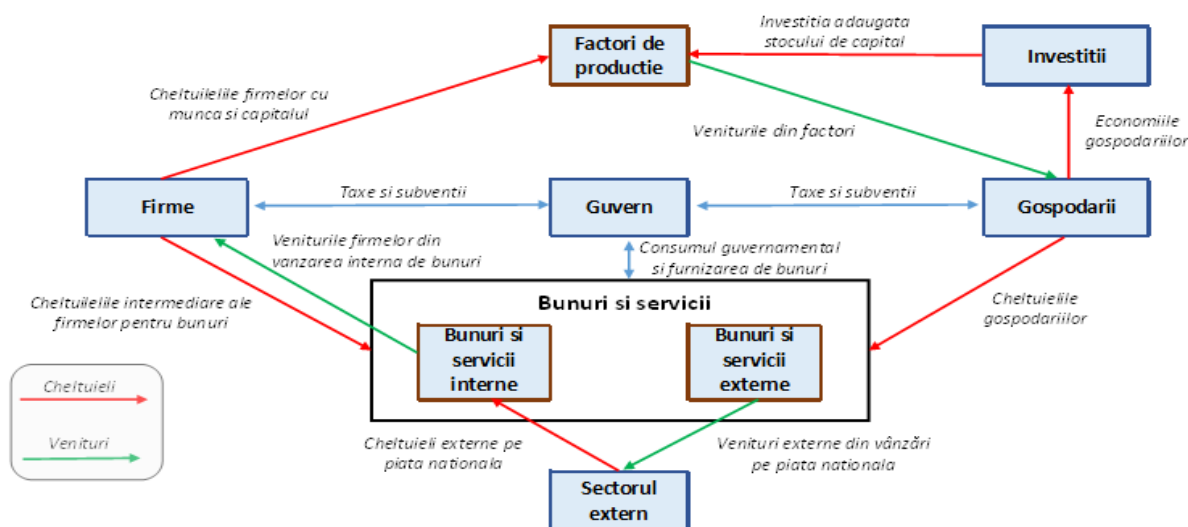 Investitia adaugata
stocului de capital
Factori de
productie
Investitii
Cheltuilelile firmelor cu
munca si capitalul
Veniturile din factori
Economiile
gospodariilor
Taxe si subventii
Taxe si subventii
Firme
Guvern
Gospodarii
Veniturile firmelor din
vanzarea interna de bunuri
Consumul guvernamental
si furnizarea de bunuri
Cheltuilelile intermediare ale
firmelor pentru bunuri
Bunuri si servicii
Cheltuielile
gospodariilor
Bunuri si
servicii
interne
Bunuri si
servicii
externe
Cheltuieli
Venituri
Cheltuieli externe pe
piata nationala
Venituri externe din vânzări
pe piata nationala
Sectorul
extern